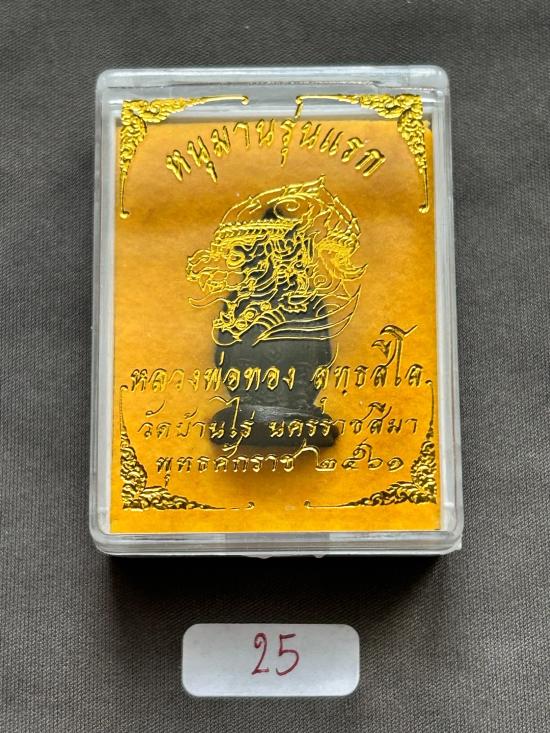 หนุมานรุ่นแรก
หลวงพ่อทอง สุทธสีโล
วัดบ้านไร่ นครราชสีมา
พุทธศักราช ๒๕๖๑
25